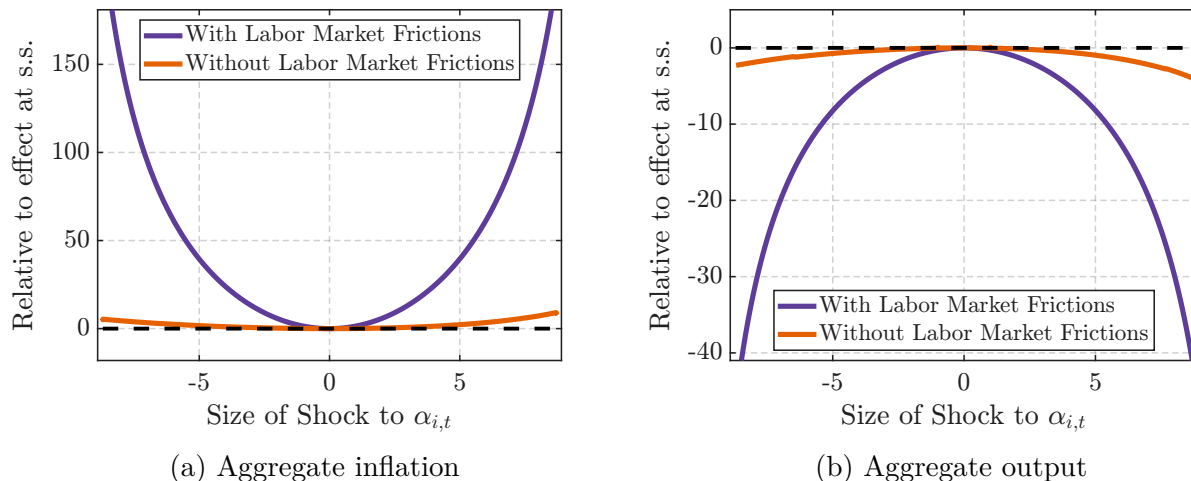 With Labor Market Frictions
Without Labor Market Frictions
150
100
50
0
-5
0
5
Relative to effect at s.s.
Size of Shock to αi,t
(a) Aggregate inflation
0
-10
-20
-30
-40
-5
0
5
Relative to effect at s.s.
With Labor Market Frictions
Without Labor Market Frictions
Size of Shock to αi,t
(b) Aggregate output